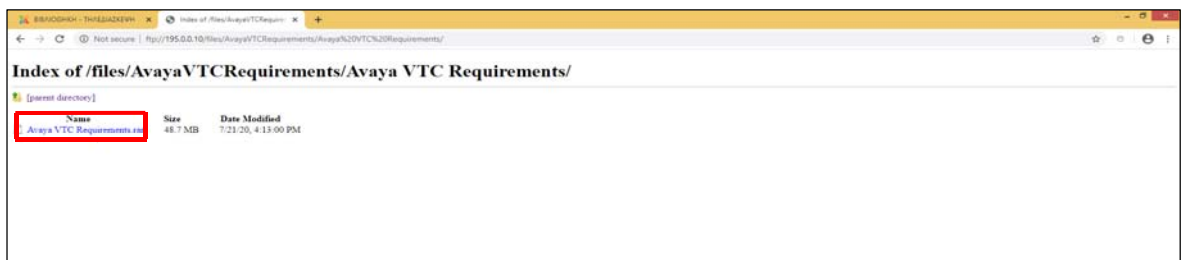 ΒΙΒΛΙΟΘΗΚΗ - ΤΗΛΕΔΙΑΣΚΕΨΗ
Index of /files/AvayaVTCRequire
Not secure | ftp://195.0.0.10/files/AvayaVTCRequirements/Avaya%20VTC%20Requirements/
Index of /files/AvayaVTCRequirements/Avaya VTC Requirements/
[parent directory]
Name Size Date Modified
Avaya VTC Requirements.rar 48.7 MB 7/21/20, 4:13:00 PM